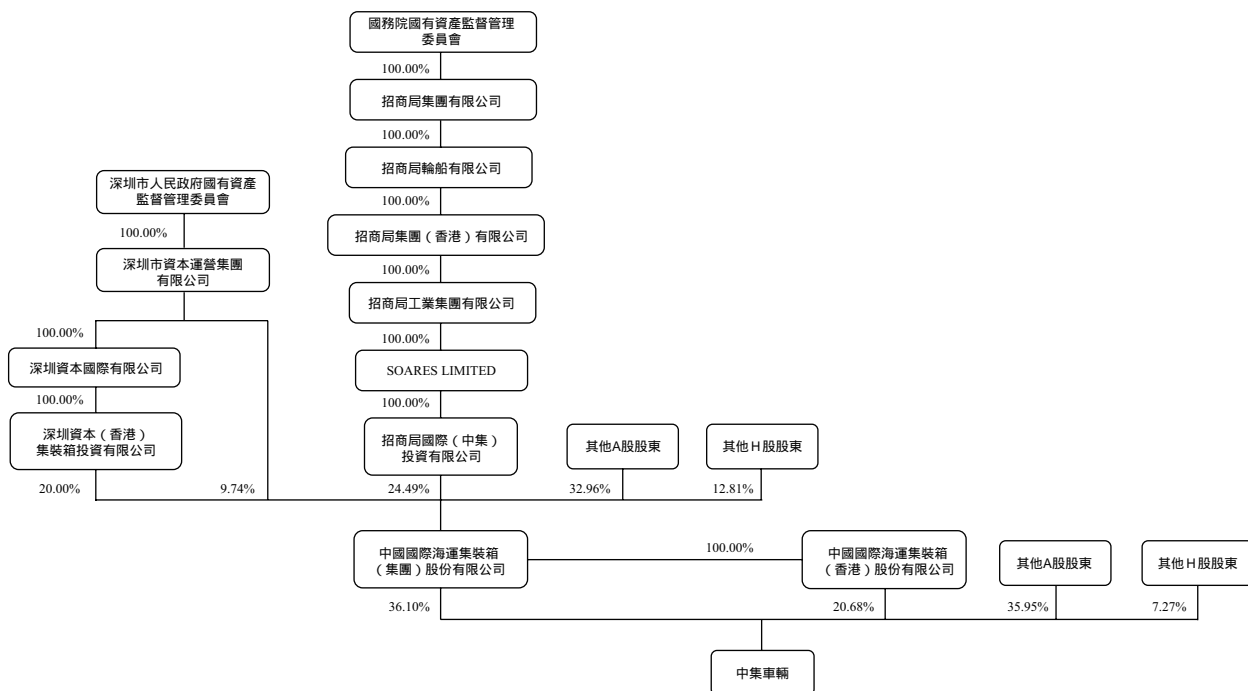 國務院國有資產監督管理
委員會
100.00%
招商局集團有限公司
100.00%
招商局輪船有限公司
深圳市人民政府國有資產
監督管理委員會
100.00%
100.00%
招商局集團（香港）有限公司
深圳市資本運營集團
有限公司
100.00%
招商局工業集團有限公司
100.00%
100.00%
深圳資本國際有限公司
SOARES LIMITED
100.00%
100.00%
深圳資本（香港）
集裝箱投資有限公司
招商局國際（中集）
投資有限公司
其他A股股東
其他H股股東
20.00%
9.74%
24.49%
32.96%
12.81%
中國國際海運集裝箱
（集團）股份有限公司
100.00%
中國國際海運集裝箱
（香港）股份有限公司
其他A股股東
其他H股股東
36.10%
20.68%
35.95%
7.27%
中集車輛